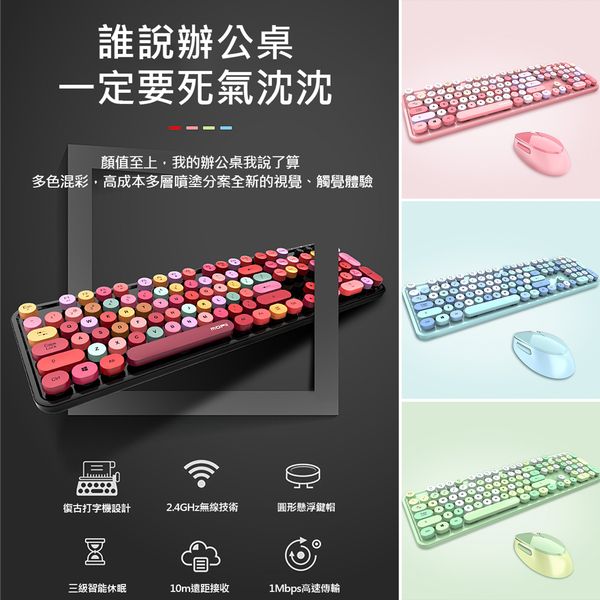 誰說辦公桌
一定要死氣沈沈
顏值至上，我的辦公桌我說了算
多色混彩，高成本多層噴塗分案全新的視覺、觸覺體驗
MOFii
復古打字機設計
2.4GHz無線技術
圓形懸浮鍵帽
三級智能休眠
10m遠距接收
1Mbps高速傳輸